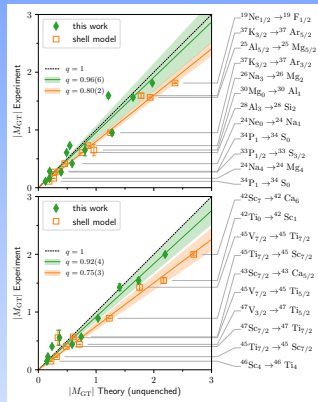 3
this work
shell model
q = 1
q = 0.96(6)
q = 0.80(2)
2
1
0
|M_GT| Experiment
0 1 2 3
¹⁹Ne₁/₂→¹⁹F₁/₂
³⁷K₃/₂→³⁷Ar₅/₂
²⁵Al₅/₂→²⁵Mg₅/₂
³⁷K₃/₂→³⁷Ar₃/₂
²⁶Na₃→²⁶Mg₂
³⁰Mg₀→³⁰Al₁
²⁸Al₃→²⁸Si₂
²⁴Ne₀→²⁴Na₁
³⁴P₁→³⁴S₀
³³P₁/₂→³³S₃/₂
²⁴Na₄→²⁴Mg₄
³⁴P₁→³⁴S₀
3
this work
shell model
q = 1
q = 0.92(4)
q = 0.75(3)
2
1
0
|M_GT| Experiment
0 1 2 3
|M_GT| Theory (unquenched)
⁴²Sc₇→⁴²Ca₆
⁴²Ti₀→⁴²Sc₁
⁴⁵V₇/₂→⁴⁵Ti₇/₂
⁴⁵Ti₇/₂→⁴⁵Sc₇/₂
⁴³Sc₇/₂→⁴³Ca₅/₂
⁴⁵V₇/₂→⁴⁵Ti₅/₂
⁴⁷V₃/₂→⁴⁷Ti₅/₂
⁴⁷Sc₇/₂→⁴⁷Ti₇/₂
⁴⁵Ti₇/₂→⁴⁵Sc₇/₂
⁴⁶Sc₄→⁴⁶Ti₄